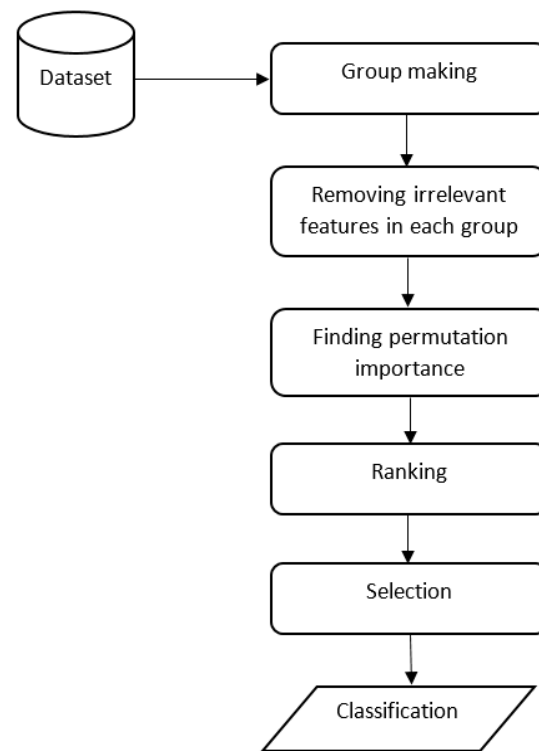 Dataset
Group making
Removing irrelevant
features in each group
Finding permutation
importance
Ranking
Selection
Classification